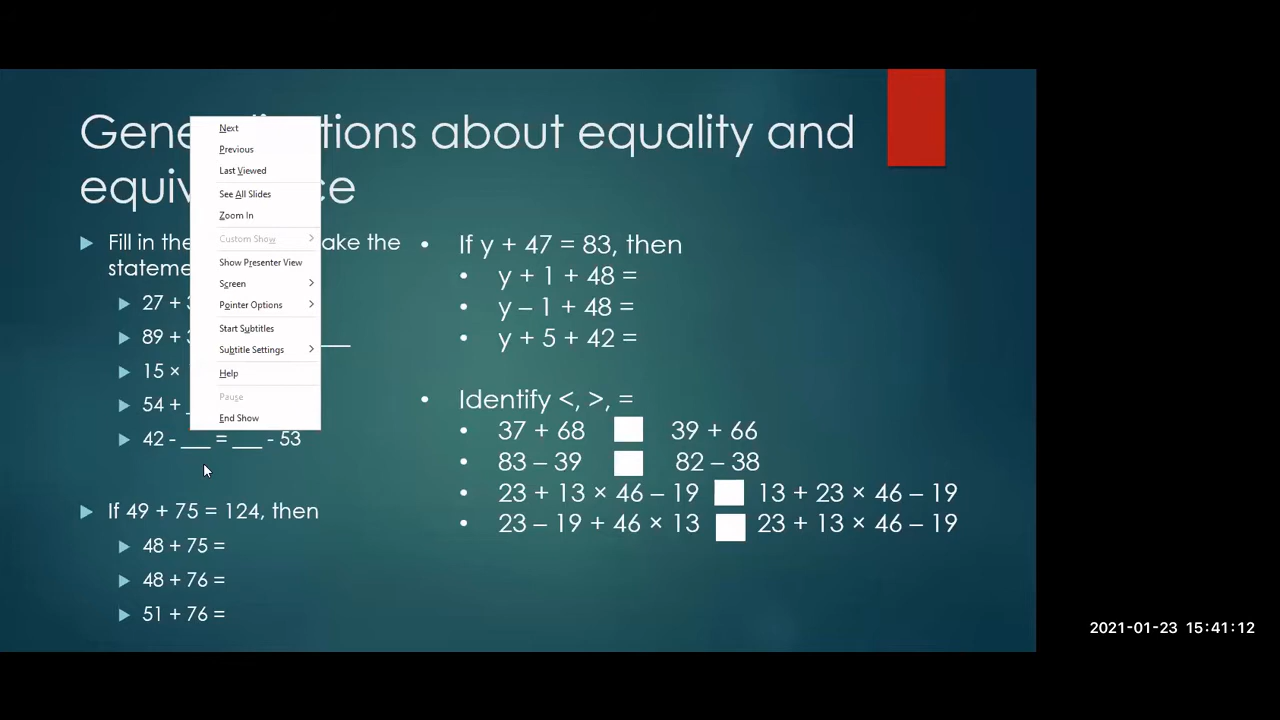 Gene tions about equality and
equiv ce
Fill in the ake the
stateme
27 +
89 + ___
15 ×
54 +
42 - ___ = ___ - 53
If 49 + 75 = 124, then
48 + 75 =
48 + 76 =
51 + 76 =
Next
Previous
Last Viewed
See All Slides
Zoom In
Custom Show
Show Presenter View
Screen
Pointer Options
Start Subtitles
Subtitle Settings
Help
Pause
End Show
If y + 47 = 83, then
y + 1 + 48 =
y – 1 + 48 =
y + 5 + 42 =
Identify <, >, =
37 + 68 39 + 66
83 – 39 82 – 38
23 + 13 × 46 – 19 13 + 23 × 46 – 19
23 – 19 + 46 × 13 23 + 13 × 46 – 19
2021-01-23 15:41:12